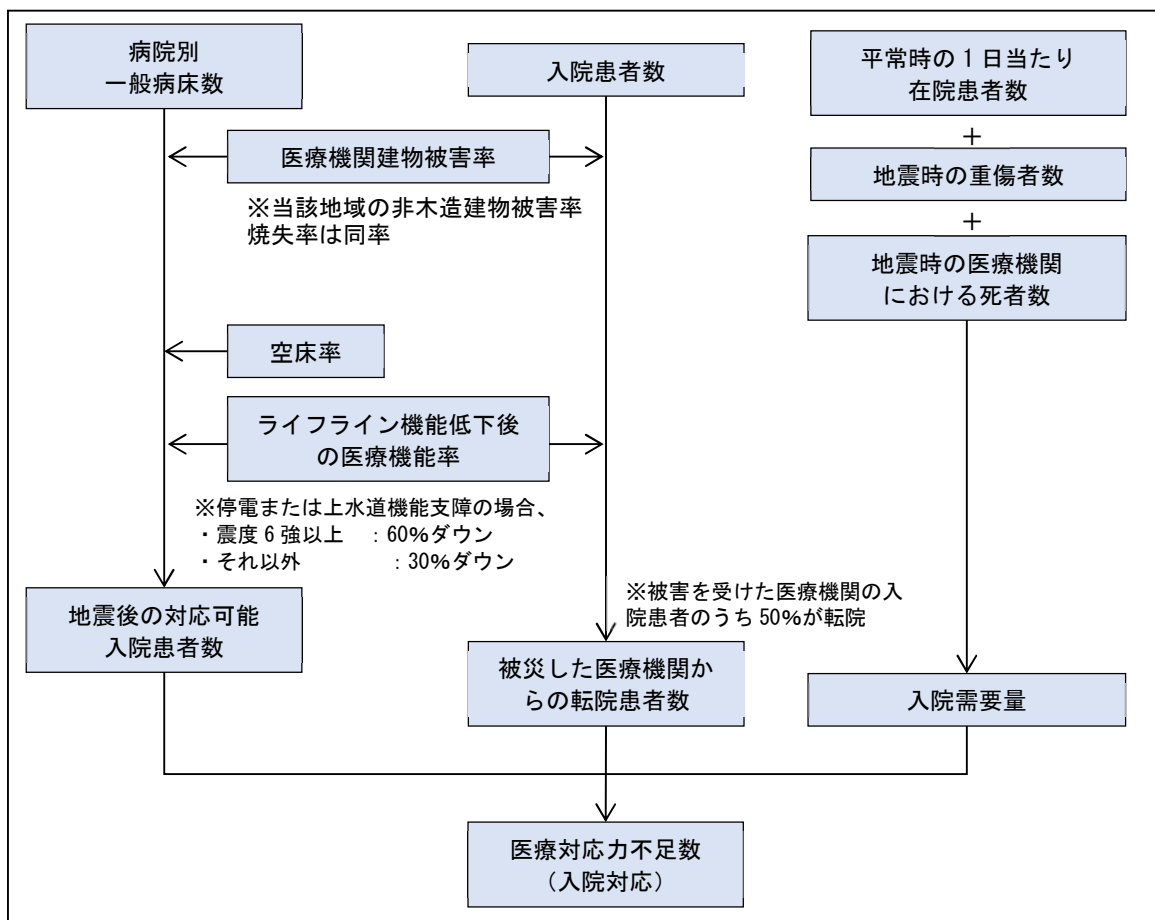 病院別
一般病床数
入院患者数
平常時の1日当たり
在院患者数
+
地震時の重傷者数
+
地震時の医療機関
における死者数
医療機関建物被害率
※当該地域の非木造建物被害率
焼失率は同率
空床率
ライフライン機能低下後
の医療機能率
※停電または上水道機能支障の場合、
・震度6強以上 :60%ダウン
・それ以外 :30%ダウン
※被害を受けた医療機関の入
院患者のうち50%が転院
地震後の対応可能
入院患者数
被災した医療機関か
らの転院患者数
入院需要量
医療対応力不足数
(入院対応)